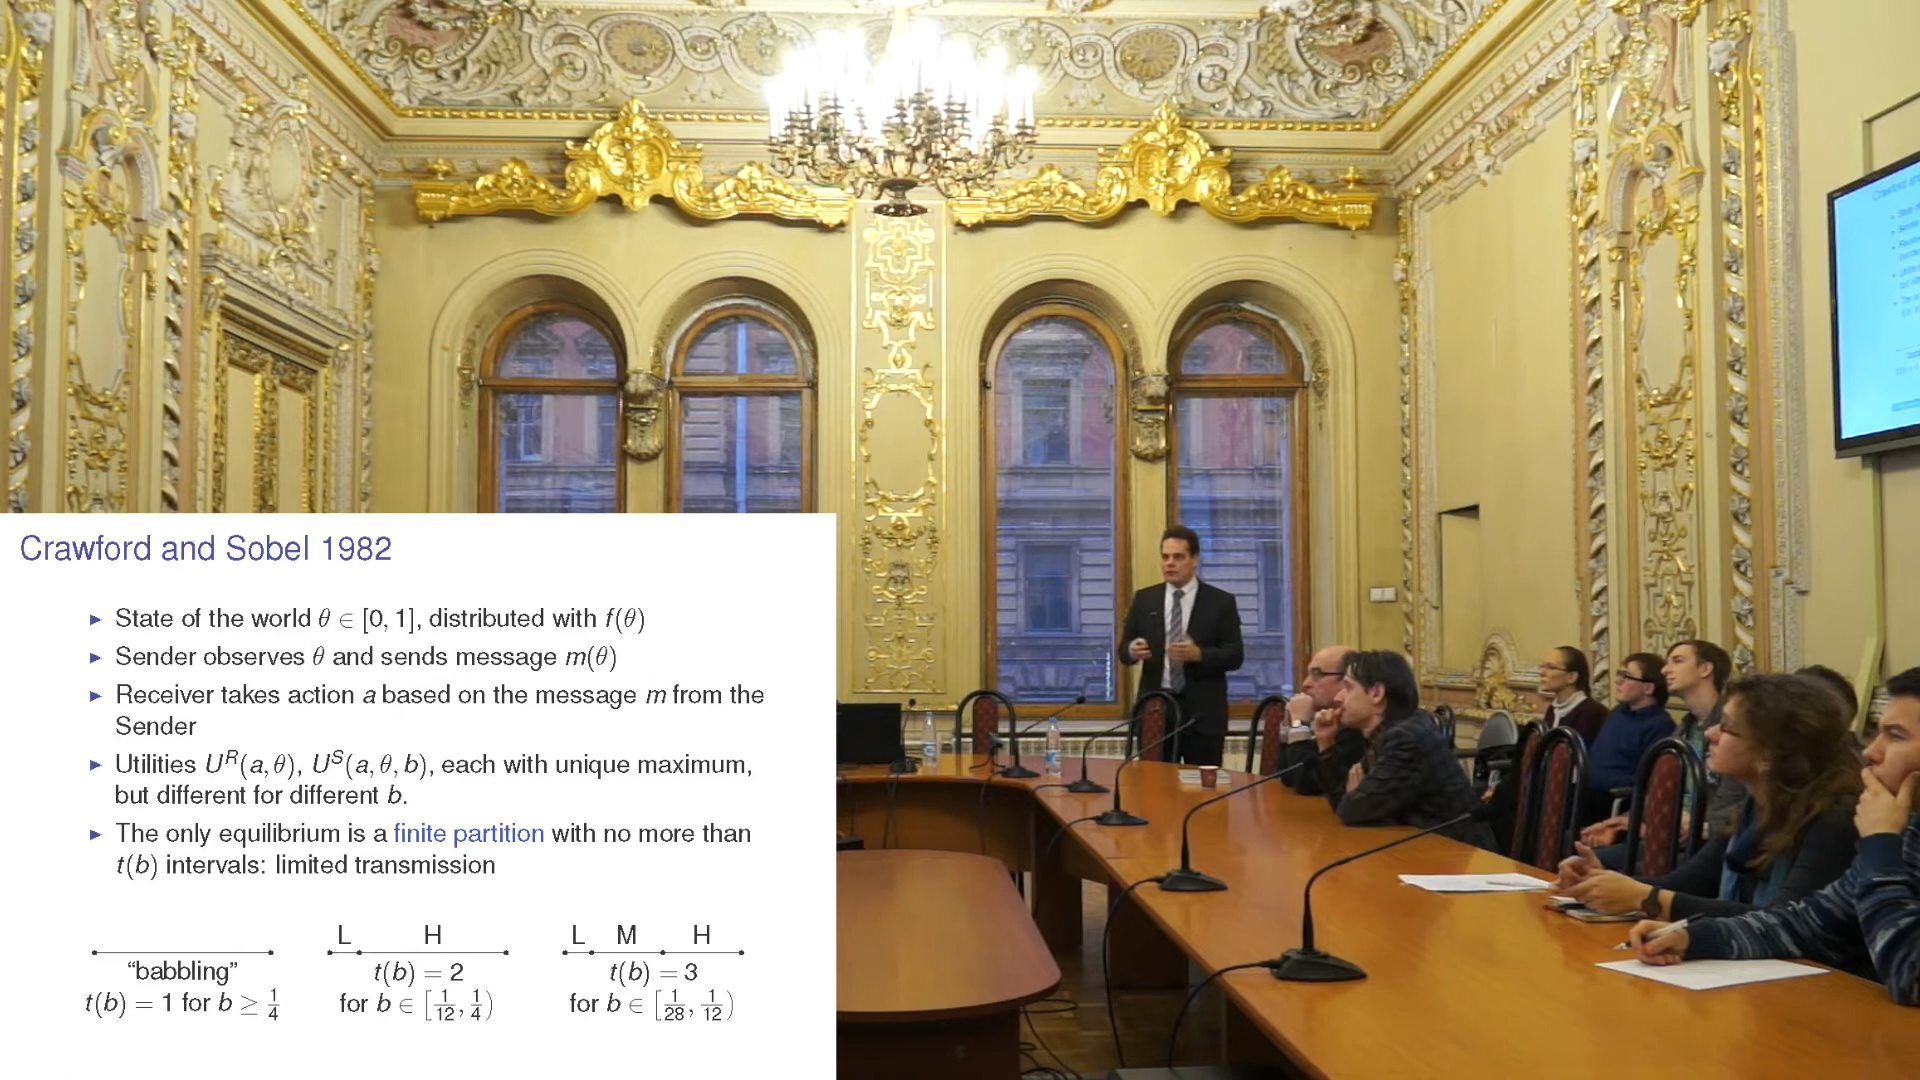 Crawford and Sobel 1982
► State of the world θ ∈ [0, 1], distributed with f(θ)
► Sender observes θ and sends message m(θ)
► Receiver takes action a based on the message m from the
Sender
► Utilities U^R(a, θ), U^S(a, θ, b), each with unique maximum,
but different for different b.
► The only equilibrium is a finite partition with no more than
t(b) intervals: limited transmission
L H L M H
“babbling” t(b) = 2 t(b) = 3
t(b) = 1 for b ≥ 1/4 for b ∈ [1/12, 1/4) for b ∈ [1/28, 1/12)